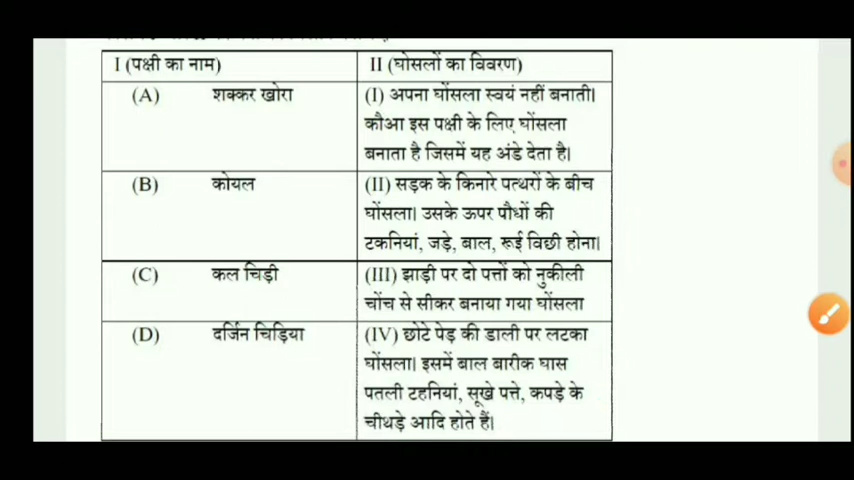 I (पक्षी का नाम) II (घोसलों का विवरण)
(A) शक्कर खोरा
(I) अपना घोंसला स्वयं नहीं बनाती।
कौआ इस पक्षी के लिए घोंसला
बनाता है जिसमें यह अंडे देता है।
(B) कोयल
(II) सड़क के किनारे पत्थरों के बीच
घोंसला। उसके ऊपर पौधों की
टकनियां, जड़े, बाल, रूई विछी होना।
(C) कल चिड़ी
(III) झाड़ी पर दो पत्तों को नुकीली
चोंच से सीकर बनाया गया घोंसला
(D) दर्जिन चिड़िया
(IV) छोटे पेड़ की डाली पर लटका
घोंसला। इसमें बाल बारीक घास
पतली टहनियां, सूखे पत्ते, कपड़े के
चीथड़े आदि होते हैं।